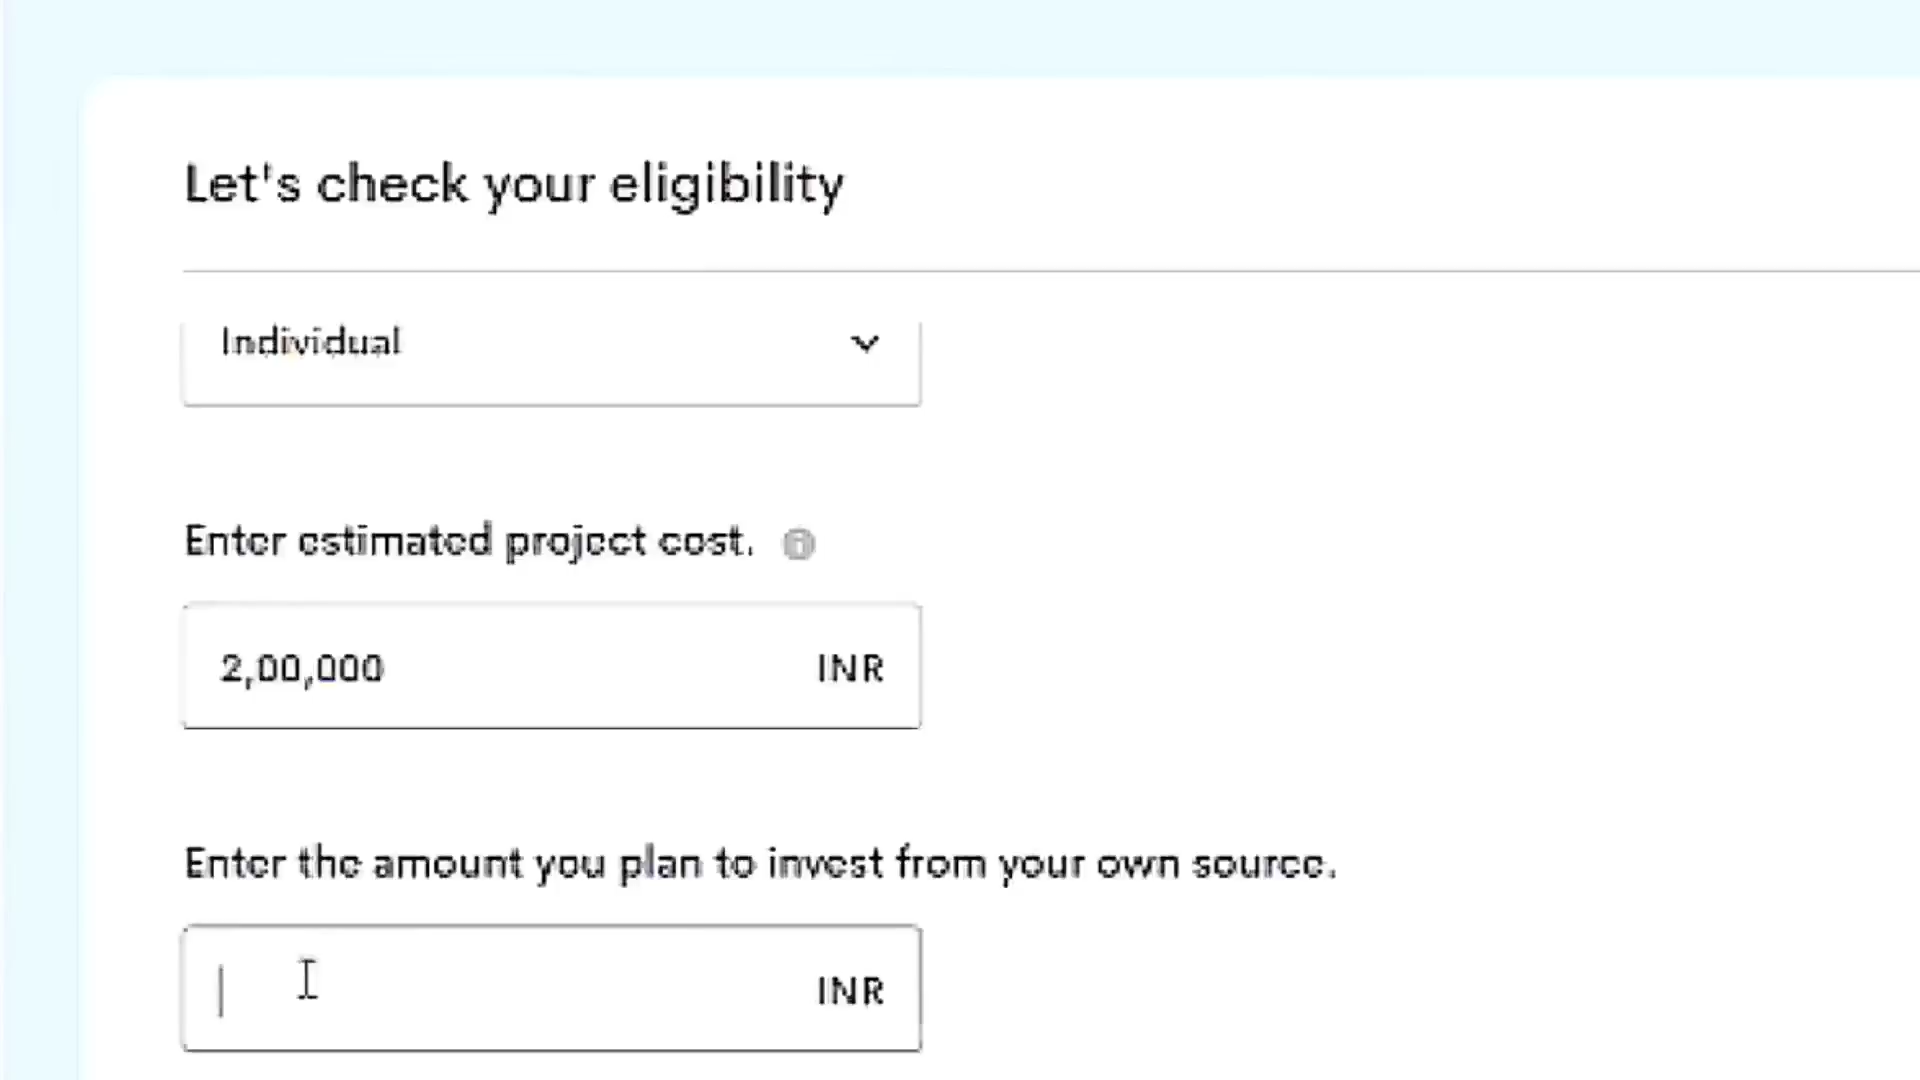 Let's check your eligibility
Individual
Enter estimated project cost.
2,00,000 INR
Enter the amount you plan to invest from your own source.
INR